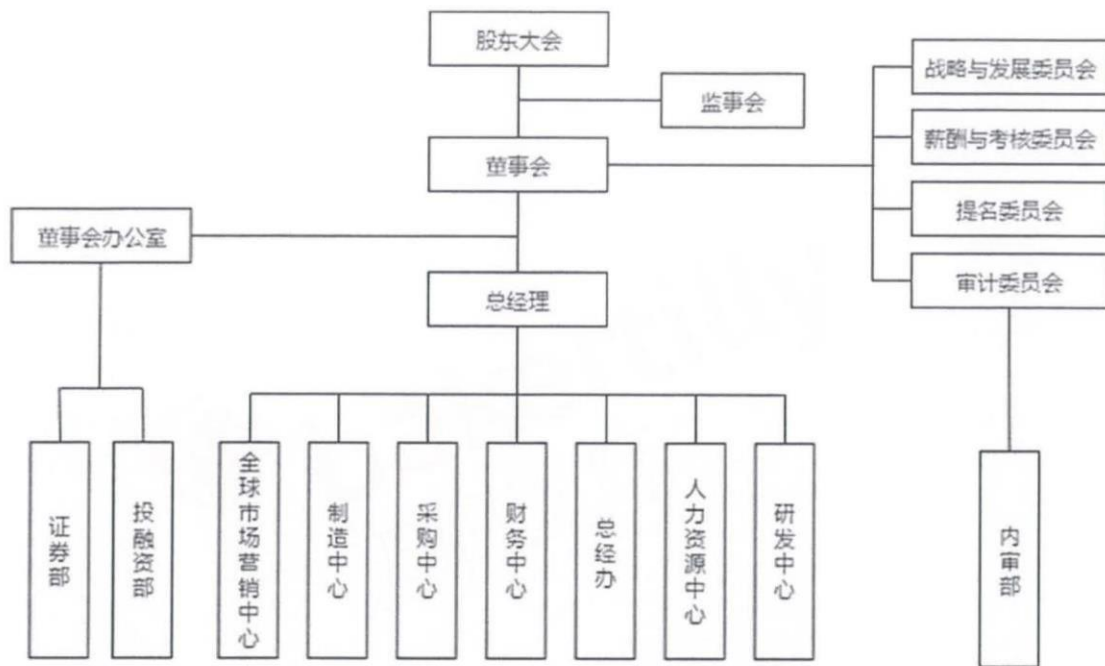 股东大会
监事会
董事会
战略与发展委员会
薪酬与考核委员会
提名委员会
审计委员会
董事会办公室
总经理
证券部
投融资部
全球市场营销中心
制造中心
采购中心
财务中心
总经办
人力资源中心
研发中心
内审部